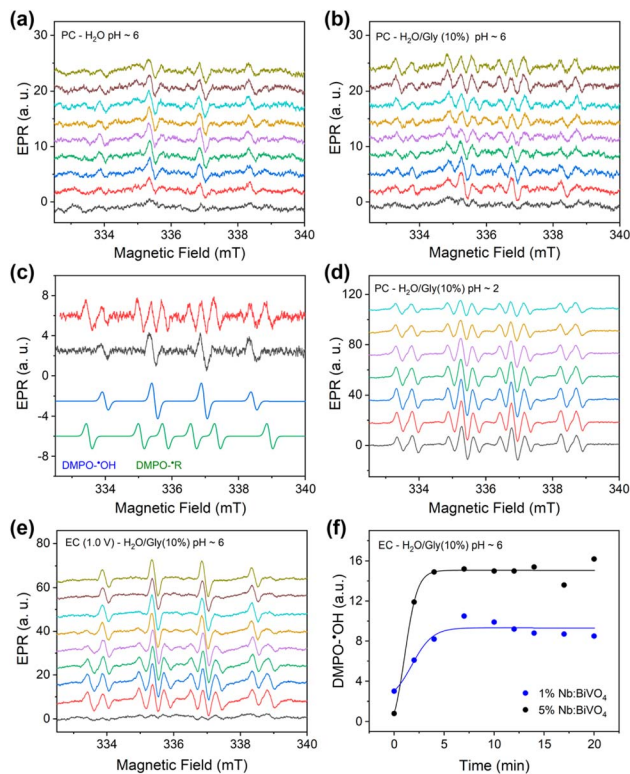 (a)
PC - H₂O pH ~ 6
EPR (a. u.)
30
20
10
0
334
336
338
340
Magnetic Field (mT)
(b)
PC - H₂O/Gly (10%) pH ~ 6
EPR (a. u.)
30
20
10
0
334
336
338
340
Magnetic Field (mT)
(c)
EPR (a. u.)
8
4
0
-4
-8
DMPO-•OH
DMPO-•R
334
336
338
340
Magnetic Field (mT)
(d)
PC - H₂O/Gly(10%) pH ~ 2
EPR (a. u.)
120
90
60
30
0
334
336
338
340
Magnetic Field (mT)
(e)
EC (1.0 V) - H₂O/Gly(10%) pH ~ 6
EPR (a. u.)
80
60
40
20
0
334
336
338
340
Magnetic Field (mT)
(f)
EC - H₂O/Gly(10%) pH ~ 6
DMPO-•OH (a.u.)
20
16
12
8
4
0
1% Nb:BiVO₄
5% Nb:BiVO₄
0
5
10
15
20
Time (min)